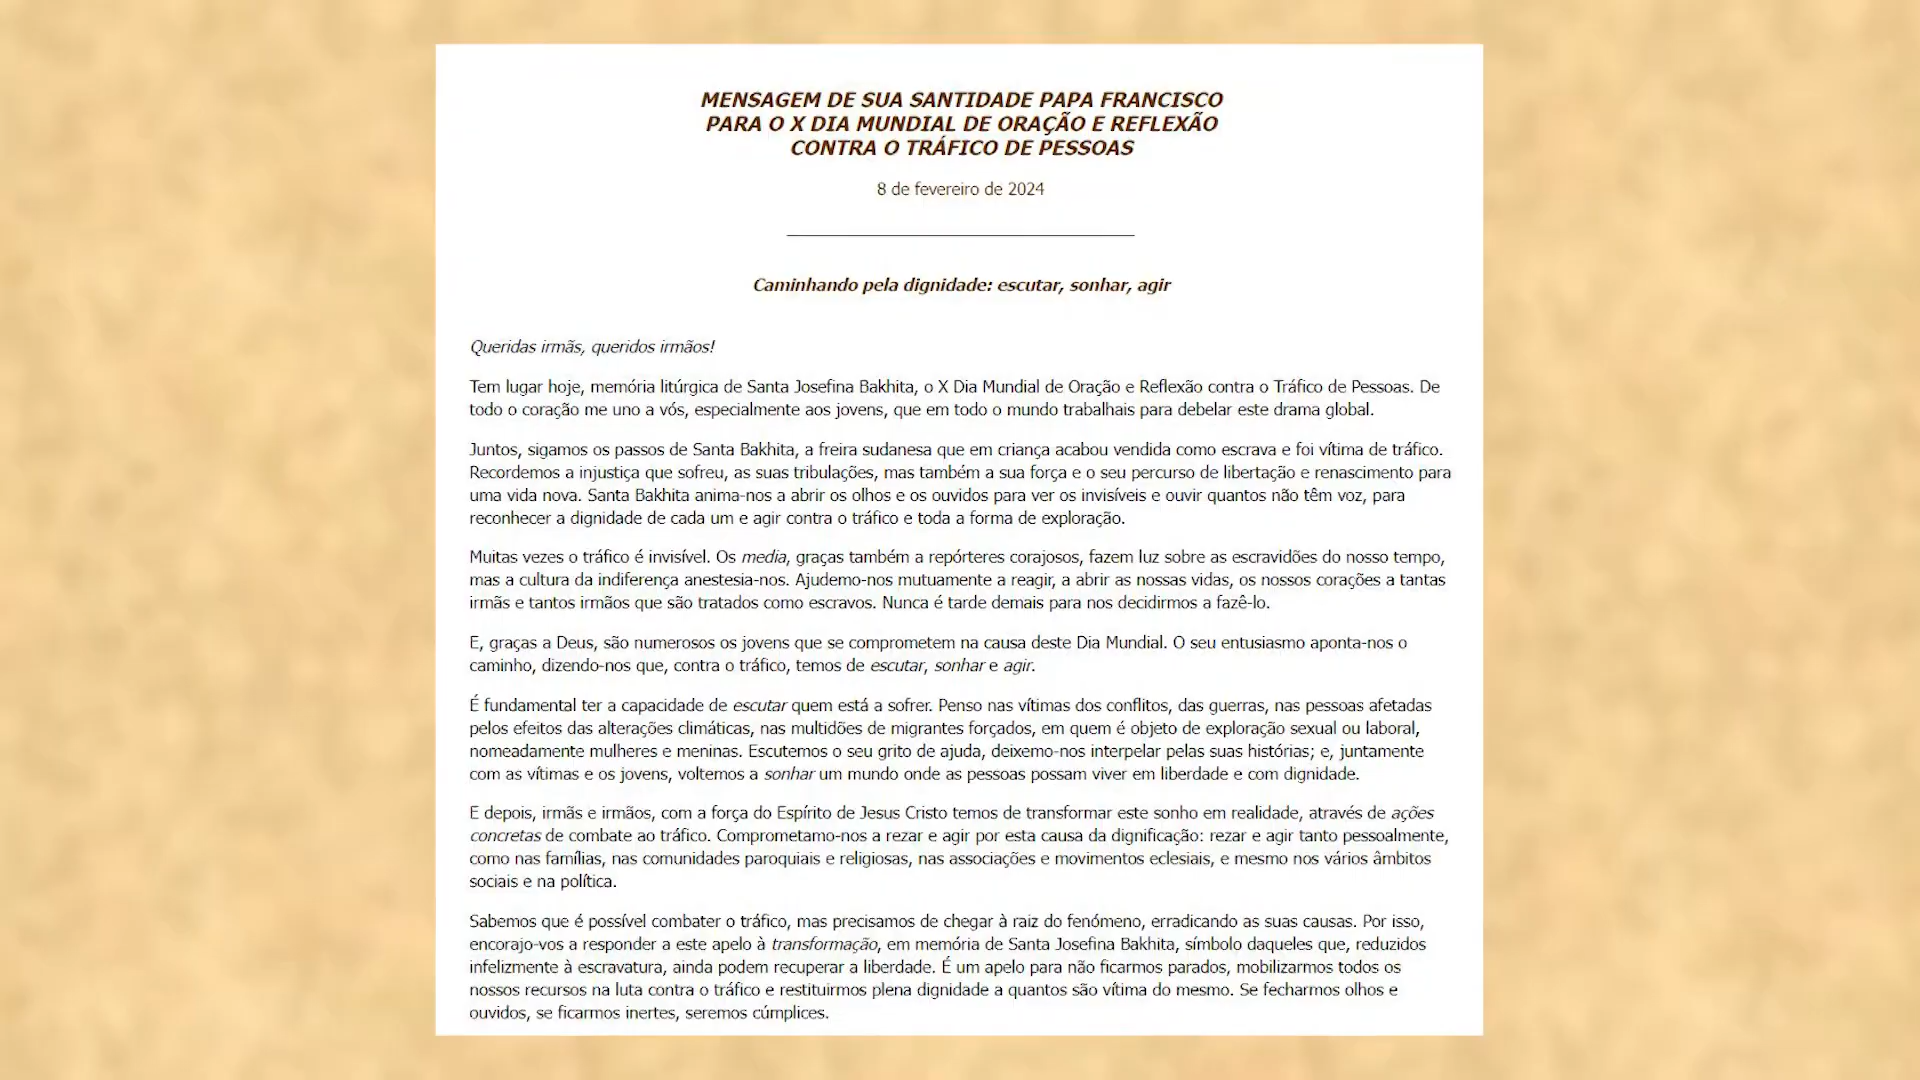 MENSAGEM DE SUA SANTIDADE PAPA FRANCISCO
PARA O X DIA MUNDIAL DE ORAÇÃO E REFLEXÃO
CONTRA O TRÁFICO DE PESSOAS
8 de fevereiro de 2024
Caminhando pela dignidade: escutar, sonhar, agir
Queridas irmãs, queridos irmãos!
Tem lugar hoje, memória litúrgica de Santa Josefina Bakhita, o X Dia Mundial de Oração e Reflexão contra o Tráfico de Pessoas. De
todo o coração me uno a vós, especialmente aos jovens, que em todo o mundo trabalhais para debelar este drama global.
Juntos, sigamos os passos de Santa Bakhita, a freira sudanesa que em criança acabou vendida como escrava e foi vítima de tráfico.
Recordemos a injustiça que sofreu, as suas tribulações, mas também a sua força e o seu percurso de libertação e renascimento para
uma vida nova. Santa Bakhita anima-nos a abrir os olhos e os ouvidos para ver os invisíveis e ouvir quantos não têm voz, para
reconhecer a dignidade de cada um e agir contra o tráfico e toda a forma de exploração.
Muitas vezes o tráfico é invisível. Os media, graças também a repórteres corajosos, fazem luz sobre as escravidões do nosso tempo,
mas a cultura da indiferença anestesia-nos. Ajudemo-nos mutuamente a reagir, a abrir as nossas vidas, os nossos corações a tantas
irmãs e tantos irmãos que são tratados como escravos. Nunca é tarde demais para nos decidirmos a fazê-lo.
E, graças a Deus, são numerosos os jovens que se comprometem na causa deste Dia Mundial. O seu entusiasmo aponta-nos o
caminho, dizendo-nos que, contra o tráfico, temos de escutar, sonhar e agir.
É fundamental ter a capacidade de escutar quem está a sofrer. Penso nas vítimas dos conflitos, das guerras, nas pessoas afetadas
pelos efeitos das alterações climáticas, nas multidões de migrantes forçados, em quem é objeto de exploração sexual ou laboral,
nomeadamente mulheres e meninas. Escutemos o seu grito de ajuda, deixemo-nos interpelar pelas suas histórias; e, juntamente
com as vítimas e os jovens, voltemos a sonhar um mundo onde as pessoas possam viver em liberdade e com dignidade.
E depois, irmãs e irmãos, com a força do Espírito de Jesus Cristo temos de transformar este sonho em realidade, através de ações
concretas de combate ao tráfico. Comprometamo-nos a rezar e agir por esta causa da dignificação: rezar e agir tanto pessoalmente,
como nas famílias, nas comunidades paroquiais e religiosas, nas associações e movimentos eclesiais, e mesmo nos vários âmbitos
sociais e na política.
Sabemos que é possível combater o tráfico, mas precisamos de chegar à raiz do fenómeno, erradicando as suas causas. Por isso,
encorajo-vos a responder a este apelo à transformação, em memória de Santa Josefina Bakhita, símbolo daqueles que, reduzidos
infelizmente à escravatura, ainda podem recuperar a liberdade. É um apelo para não ficarmos parados, mobilizarmos todos os
nossos recursos na luta contra o tráfico e restituirmos plena dignidade a quantos são vítima do mesmo. Se fecharmos olhos e
ouvidos, se ficarmos inertes, seremos cúmplices.